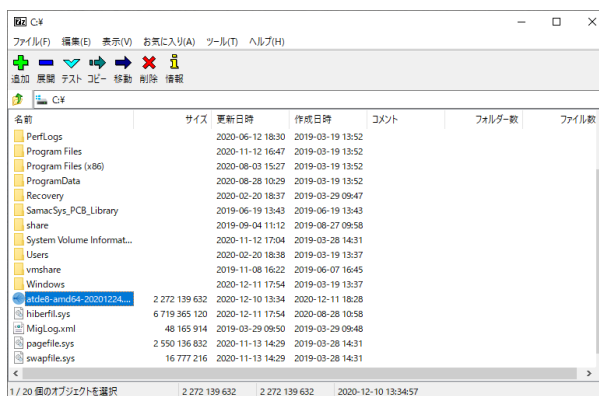 7z C:¥
ファイル(F) 編集(E) 表示(V) お気に入り(A) ツール(T) ヘルプ(H)
追加 展開 テスト コピー 移動 削除 情報
C:¥
名前 サイズ 更新日時 作成日時 コメント フォルダー数 ファイル数
PerfLogs 2020-06-12 18:30 2019-03-19 13:52
Program Files 2020-11-12 16:47 2019-03-19 13:52
Program Files (x86) 2020-08-03 15:27 2019-03-19 13:52
ProgramData 2020-08-28 10:29 2019-03-19 13:52
Recovery 2020-02-20 18:37 2019-03-29 09:47
SamacSys_PCB_Library 2019-06-19 13:43 2019-06-19 13:43
share 2019-09-04 11:12 2019-08-27 09:58
System Volume Informat... 2020-11-12 17:04 2019-03-28 14:31
Users 2020-02-20 18:38 2019-03-19 13:37
vmshare 2019-11-08 16:22 2019-06-07 16:45
Windows 2020-12-11 17:54 2019-03-19 13:37
atde8-amd64-20201224.... 2 272 139 632 2020-12-10 13:34 2020-12-11 18:28
hiberfil.sys 6 719 365 120 2020-12-11 17:54 2020-08-28 10:58
MigLog.xml 48 165 914 2019-03-29 09:50 2019-03-29 09:48
pagefile.sys 2 550 136 832 2020-11-13 14:29 2019-03-28 14:31
swapfile.sys 16 777 216 2020-11-13 14:29 2019-03-28 14:31
1 / 20 個のオブジェクトを選択 2 272 139 632 2 272 139 632 2020-12-10 13:34:57